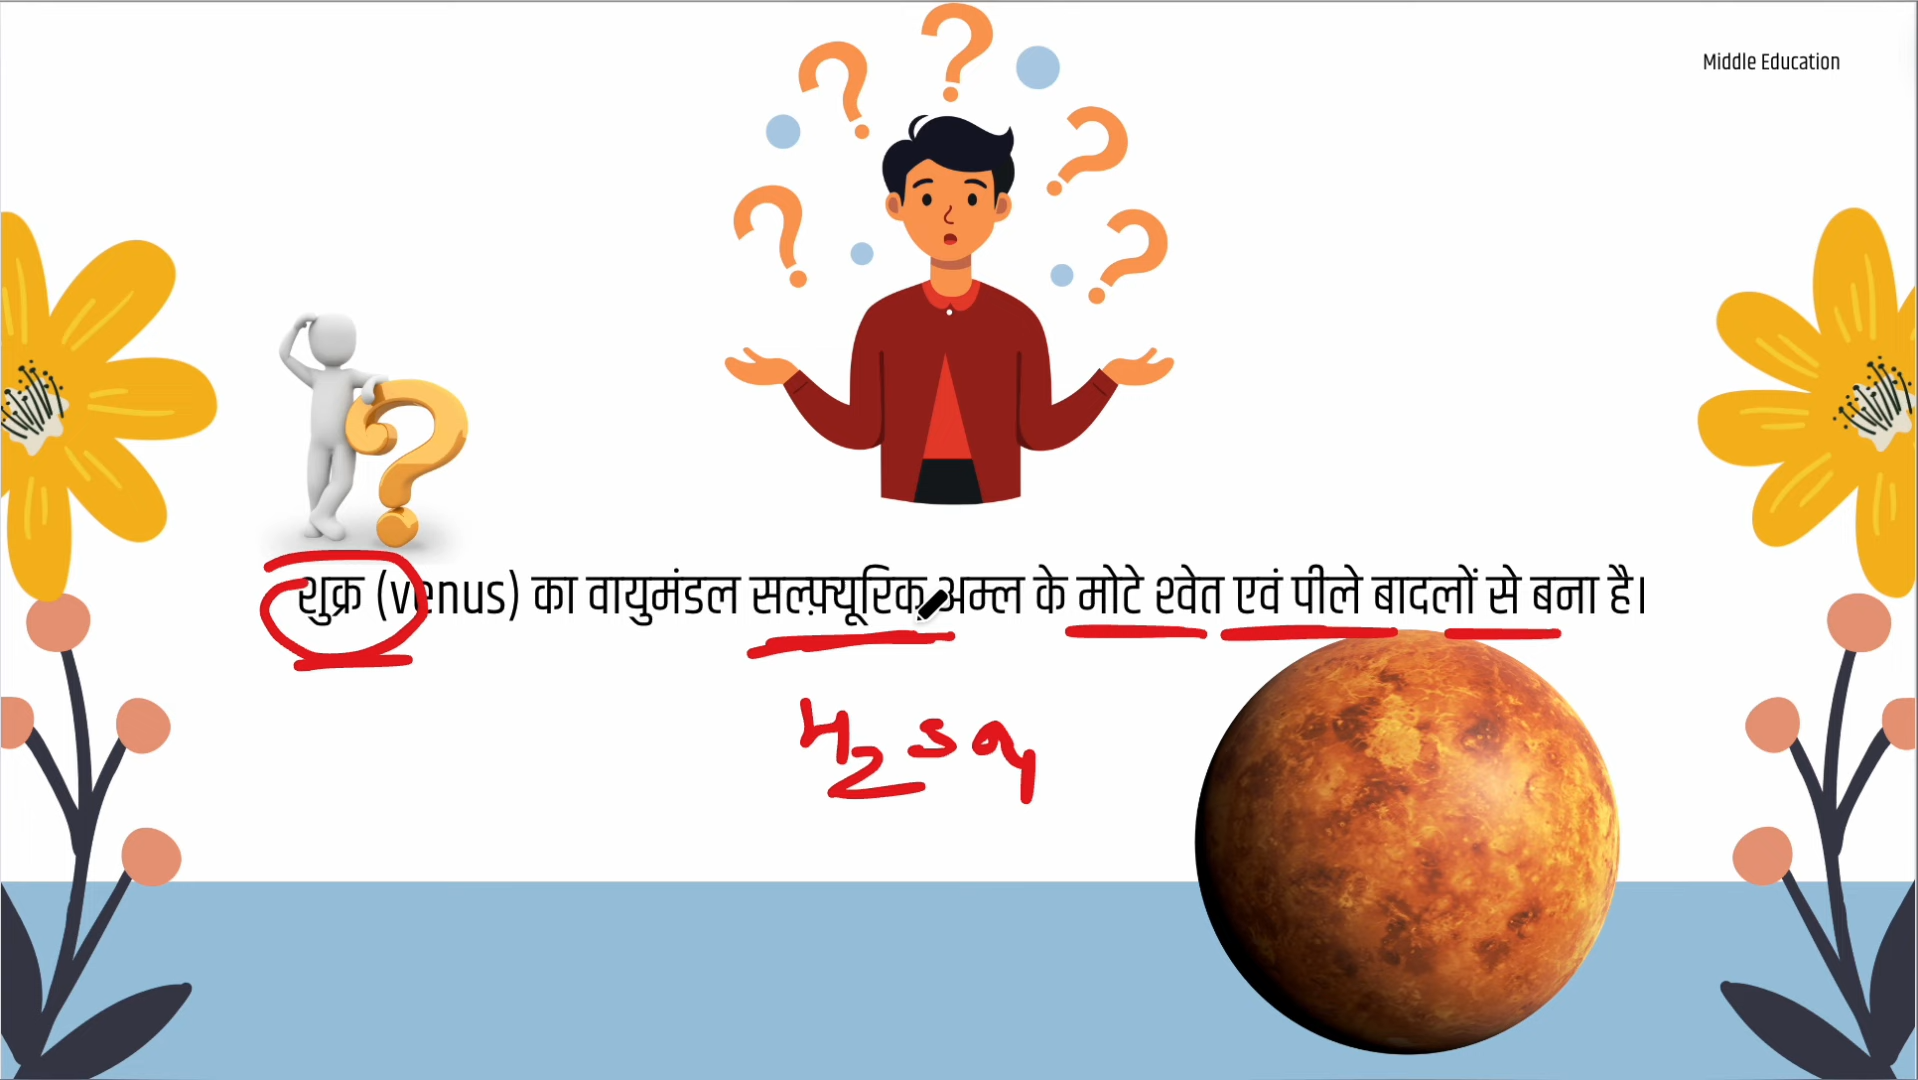 Middle Education
शुक्र (venus) का वायुमंडल सल्फ़्यूरिक अम्ल के मोटे श्वेत एवं पीले बादलों से बना है।
H2SO4